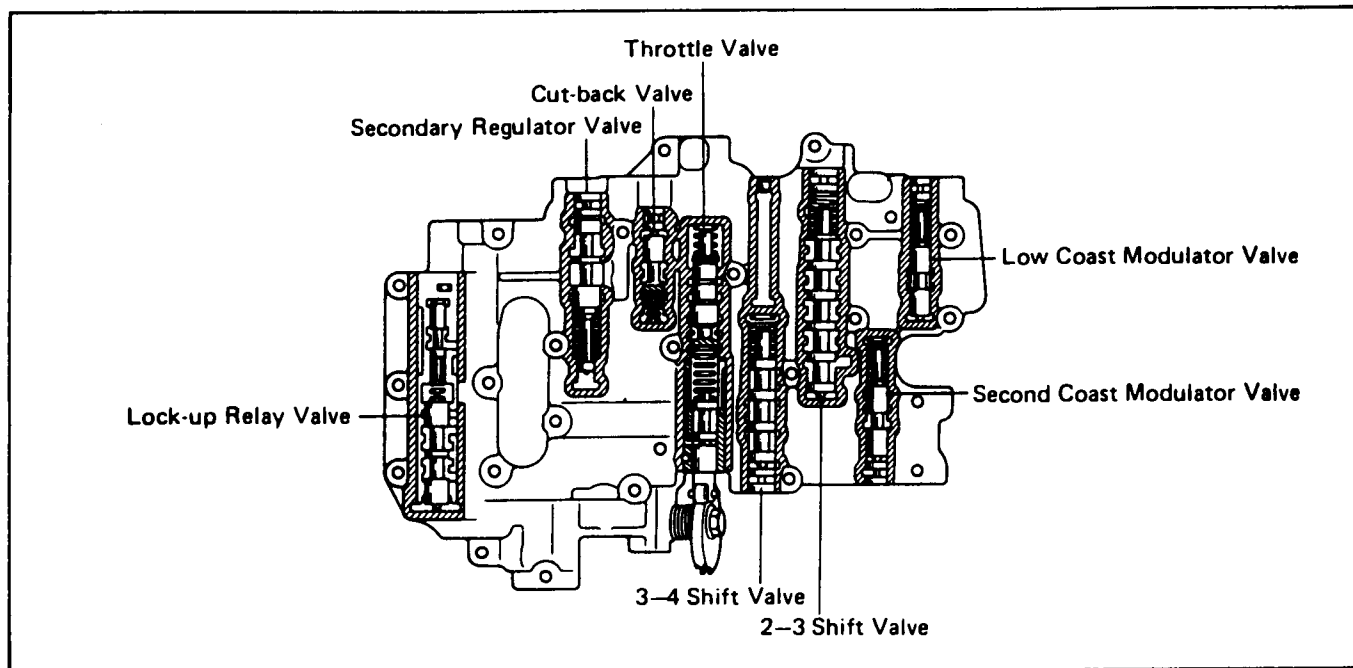 Throttle Valve
Cut-back Valve
Secondary Regulator Valve
Low Coast Modulator Valve
Second Coast Modulator Valve
Lock-up Relay Valve
3–4 Shift Valve
2–3 Shift Valve